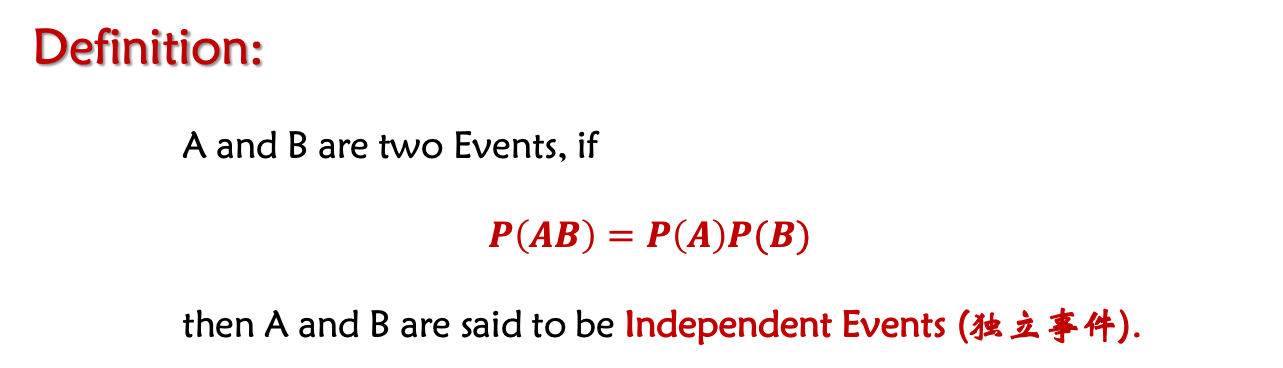 Definition:
A and B are two Events, if
P(AB) = P(A)P(B)
then A and B are said to be Independent Events (独立事件).